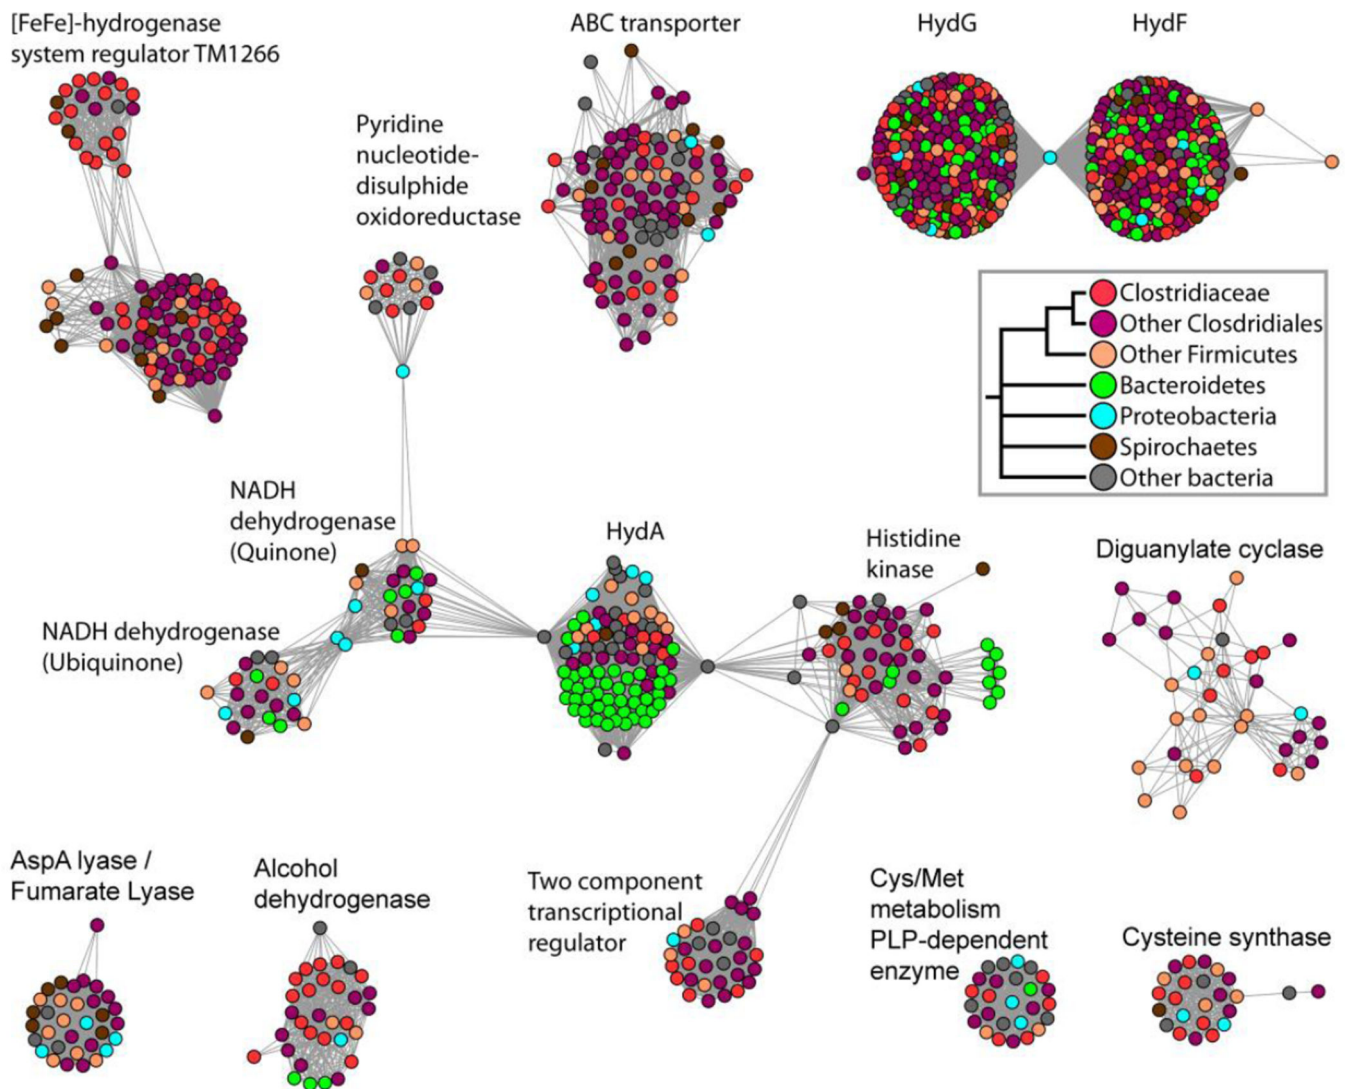 [FeFe]-hydrogenase
system regulator TM1266
ABC transporter
HydG
HydF
Pyridine
nucleotide-
disulphide
oxidoreductase
Clostridiaceae
Other Closdridiales
Other Firmicutes
Bacteroidetes
Proteobacteria
Spirochaetes
Other bacteria
NADH
dehydrogenase
(Quinone)
HydA
Histidine
kinase
Diguanylate cyclase
NADH dehydrogenase
(Ubiquinone)
AspA lyase /
Fumarate Lyase
Alcohol
dehydrogenase
Two component
transcriptional
regulator
Cys/Met
metabolism
PLP-dependent
enzyme
Cysteine synthase